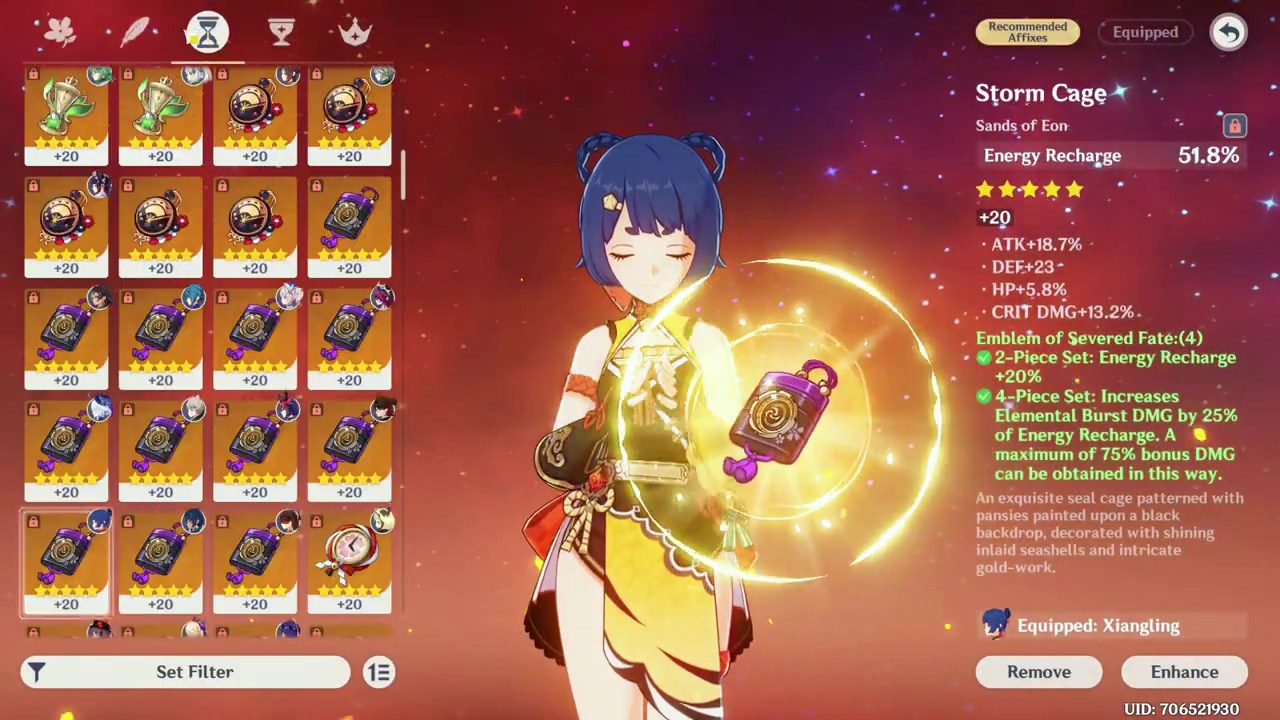 Recommended
Affixes
Equipped
Storm Cage
Sands of Eon
Energy Recharge 51.8%
+20
· ATK+18.7%
· DEF+23
· HP+5.8%
· CRIT DMG+13.2%
Emblem of Severed Fate:(4)
2-Piece Set: Energy Recharge
+20%
4-Piece Set: Increases
Elemental Burst DMG by 25%
of Energy Recharge. A
maximum of 75% bonus DMG
can be obtained in this way.
An exquisite seal cage patterned with
pansies painted upon a black
backdrop, decorated with shining
inlaid seashells and intricate
gold-work.
Equipped: Xiangling
Remove Enhance
UID: 706521930
+20 +20 +20 +20
+20 +20 +20 +20
+20 +20 +20 +20
+20 +20 +20 +20
+20 +20 +20 +20
Set Filter